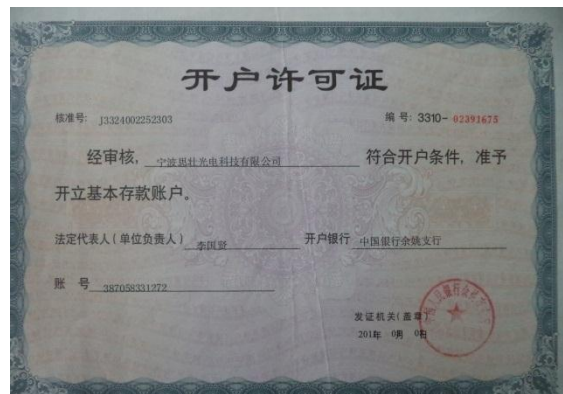 开户许可证
核准号: J3324002252303 编号: 3310- 02391675
经审核, 宁波思壮光电科技有限公司 符合开户条件, 准予
开立基本存款账户。
法定代表人(单位负责人) 李国贤 开户银行 中国银行余姚支行
账 号 387058331272
发证机关(盖章)